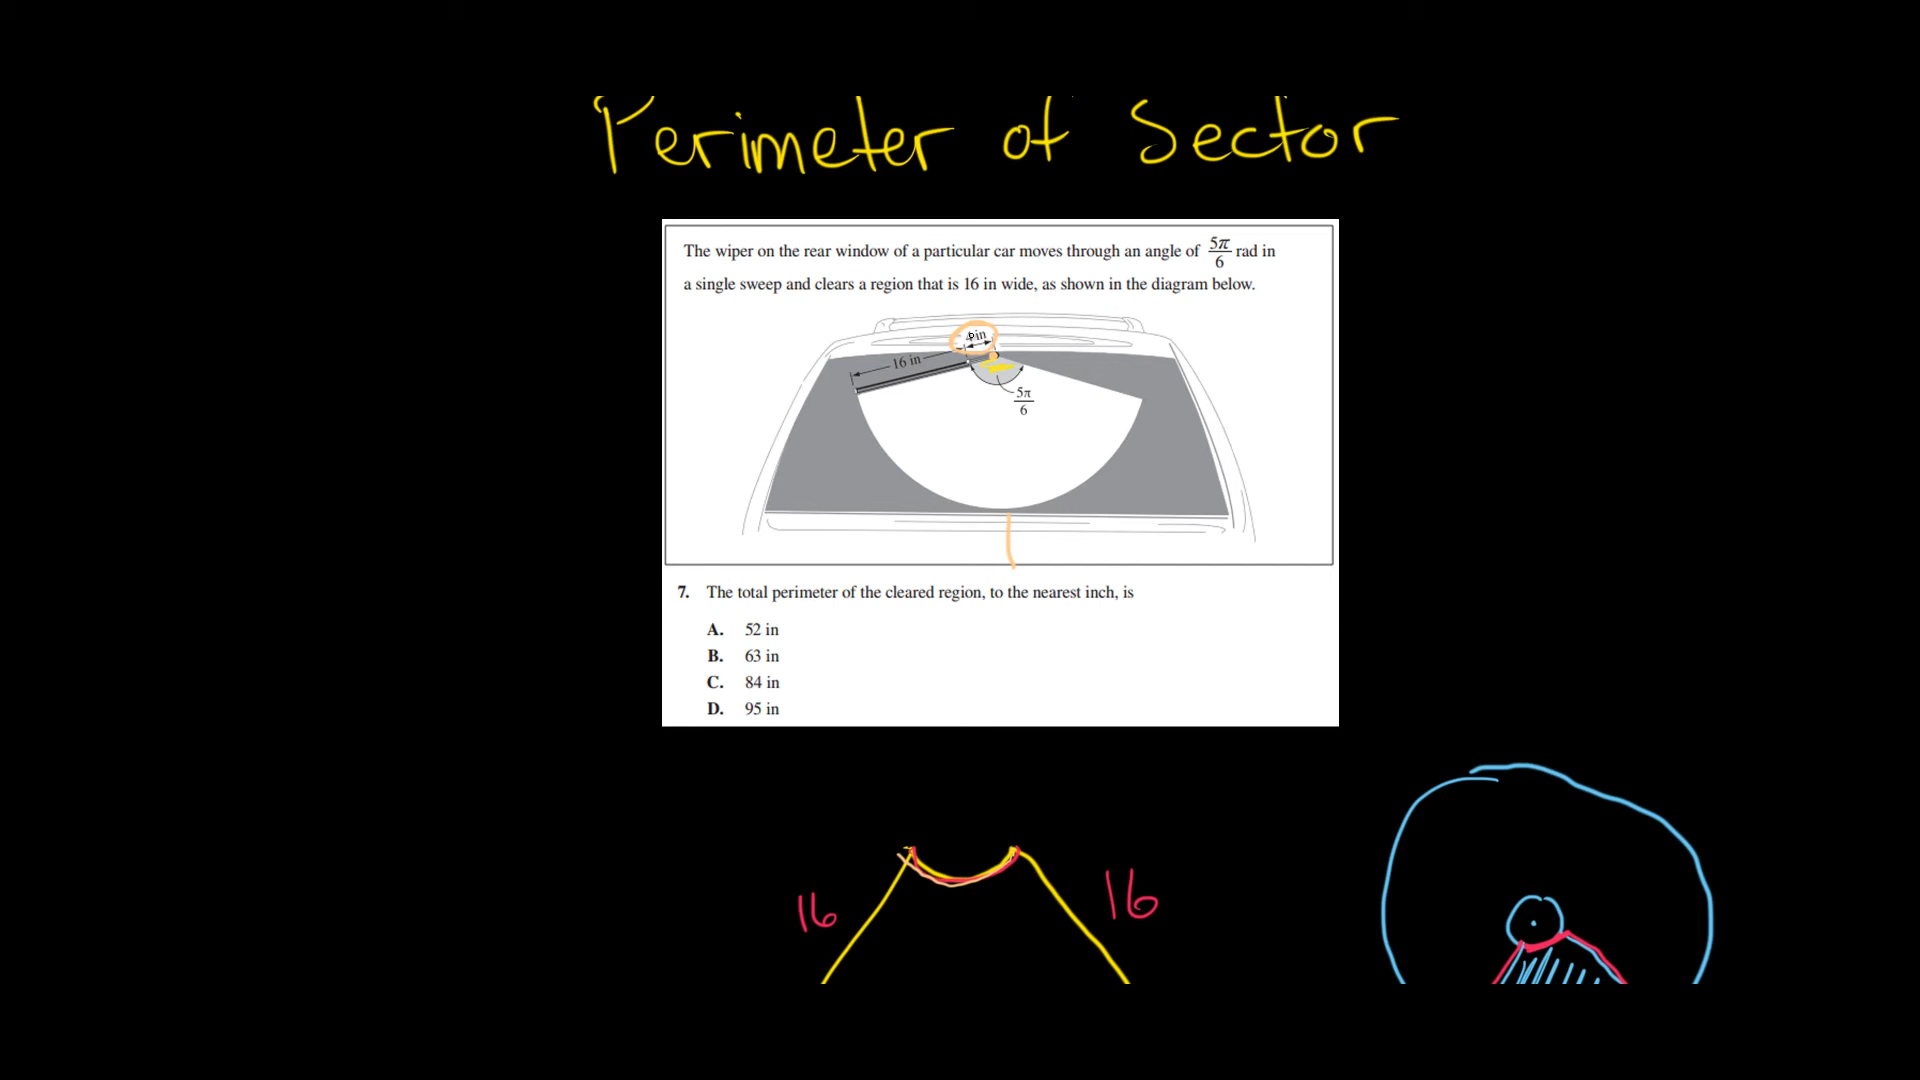 Perimeter of Sector
The wiper on the rear window of a particular car moves through an angle of 5π/6 rad in
a single sweep and clears a region that is 16 in wide, as shown in the diagram below.
4in
16 in
5π/6
7. The total perimeter of the cleared region, to the nearest inch, is
A. 52 in
B. 63 in
C. 84 in
D. 95 in
16 16